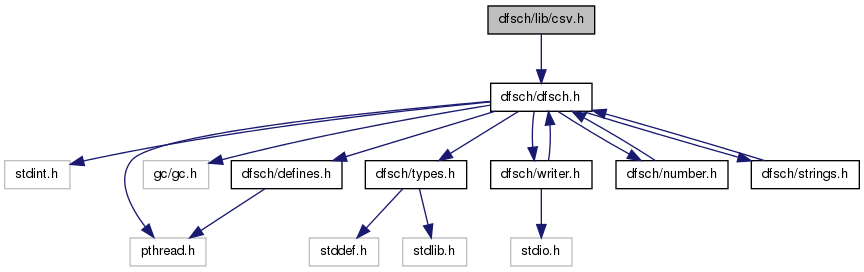 dfsch/lib/csv.h
dfsch/dfsch.h
stdint.h
gc/gc.h
dfsch/defines.h
dfsch/types.h
dfsch/writer.h
dfsch/number.h
dfsch/strings.h
pthread.h
stddef.h
stdlib.h
stdio.h